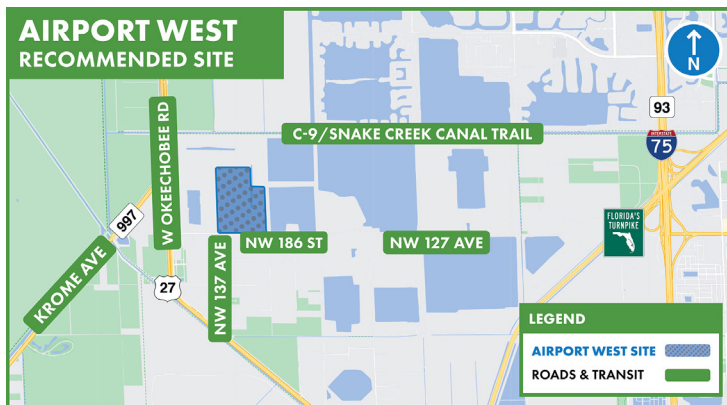 AIRPORT WEST
RECOMMENDED SITE
N
93
C-9/SNAKE CREEK CANAL TRAIL
INTERSTATE
75
W OKEECHOBEE RD
997
KROME AVE
27
NW 137 AVE
NW 186 ST
NW 127 AVE
FLORIDA'S
TURNPIKE
LEGEND
AIRPORT WEST SITE
ROADS & TRANSIT